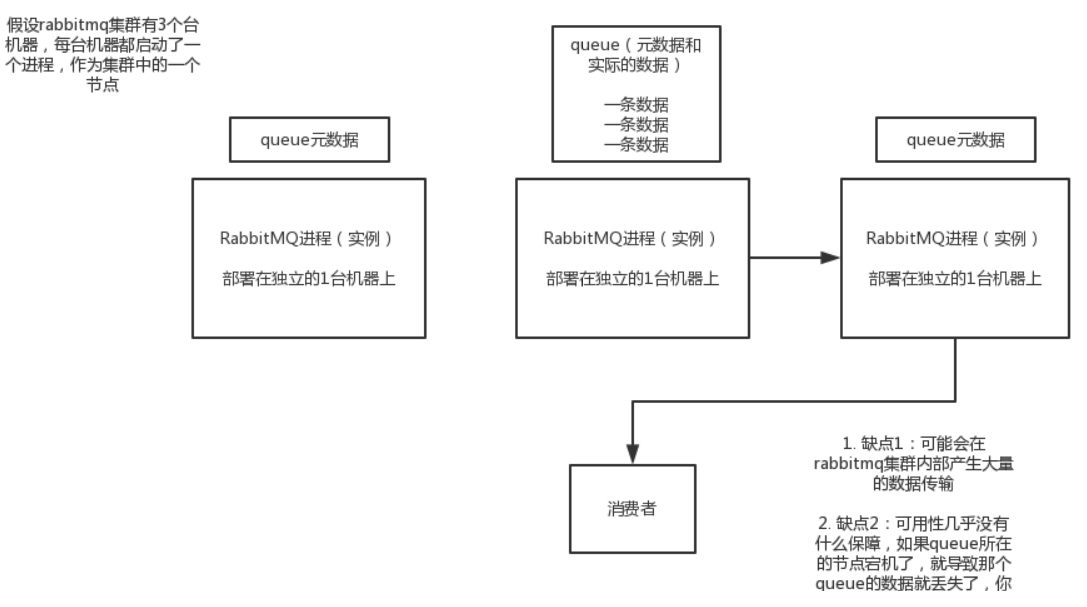 假设rabbitmq集群有3个台
机器，每台机器都启动了一
个进程，作为集群中的一个
节点
queue（元数据和
实际的数据）
一条数据
一条数据
一条数据
queue元数据
queue元数据
RabbitMQ进程（实例）
部署在独立的1台机器上
RabbitMQ进程（实例）
部署在独立的1台机器上
RabbitMQ进程（实例）
部署在独立的1台机器上
消费者
1. 缺点1：可能会在
rabbitmq集群内部产生大量
的数据传输
2. 缺点2：可用性几乎没有
什么保障，如果queue所在
的节点宕机了，就导致那个
queue的数据就丢失了，你